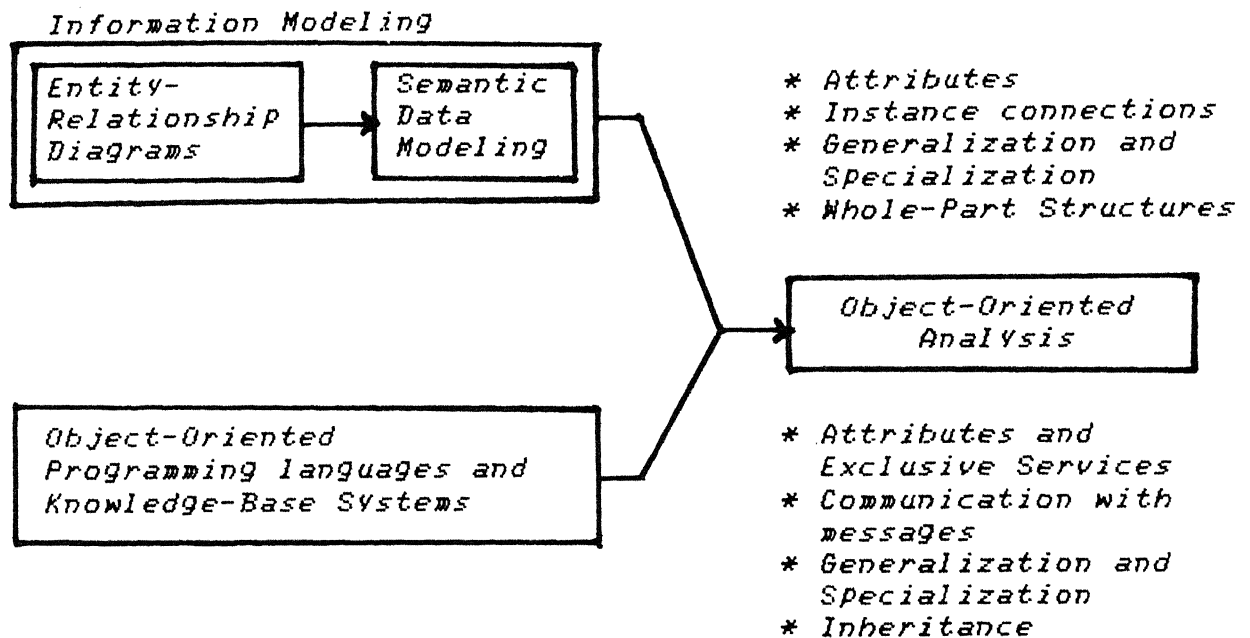 Information Modeling
Entity-
Relationship
Diagrams
Semantic
Data
Modeling
* Attributes
* Instance connections
* Generalization and
Specialization
* Whole-Part Structures
Object-Oriented
Analysis
Object-Oriented
Programming languages and
Knowledge-Base Systems
* Attributes and
Exclusive Services
* Communication with
messages
* Generalization and
Specialization
* Inheritance